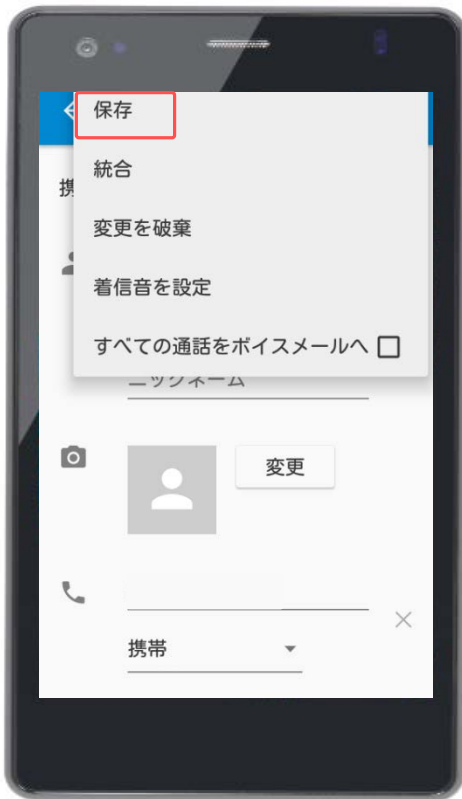 保存
統合
携
変更を破棄
着信音を設定
すべての通話をボイスメールへ
ニックネーム
変更
携帯